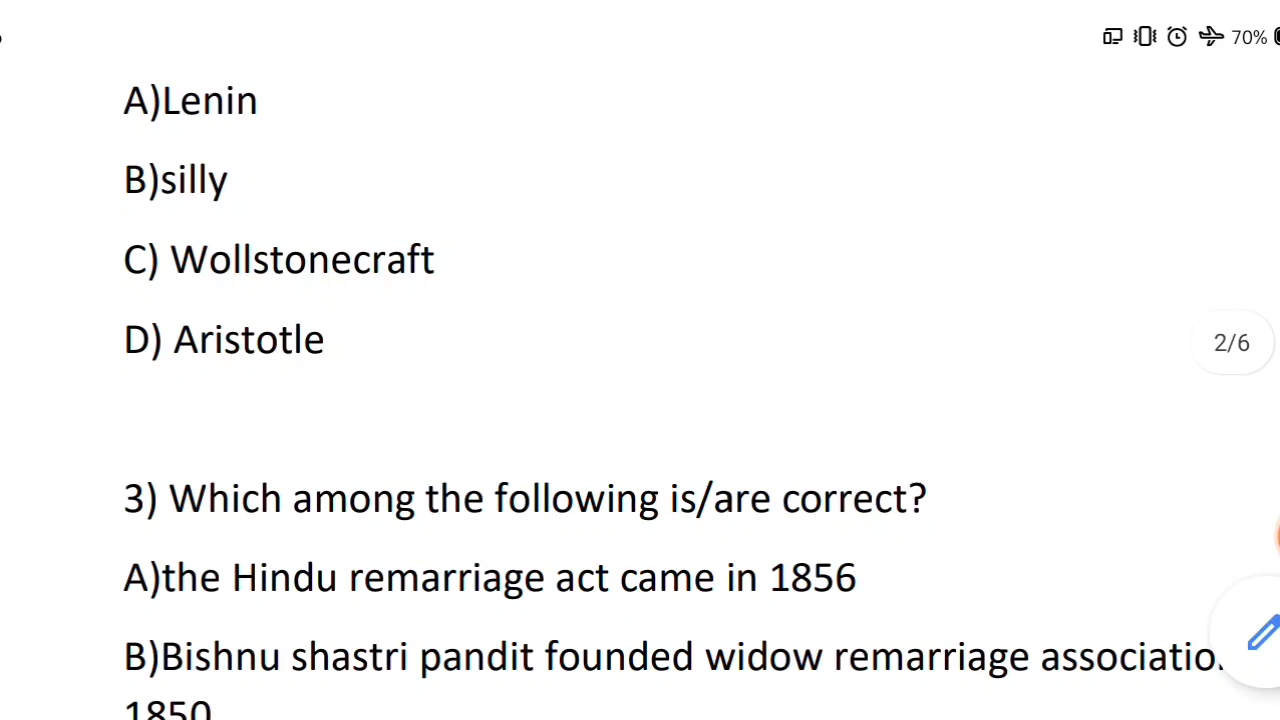 70%
A)Lenin
B)silly
C) Wollstonecraft
D) Aristotle
2/6
3) Which among the following is/are correct?
A)the Hindu remarriage act came in 1856
B)Bishnu shastri pandit founded widow remarriage
1850